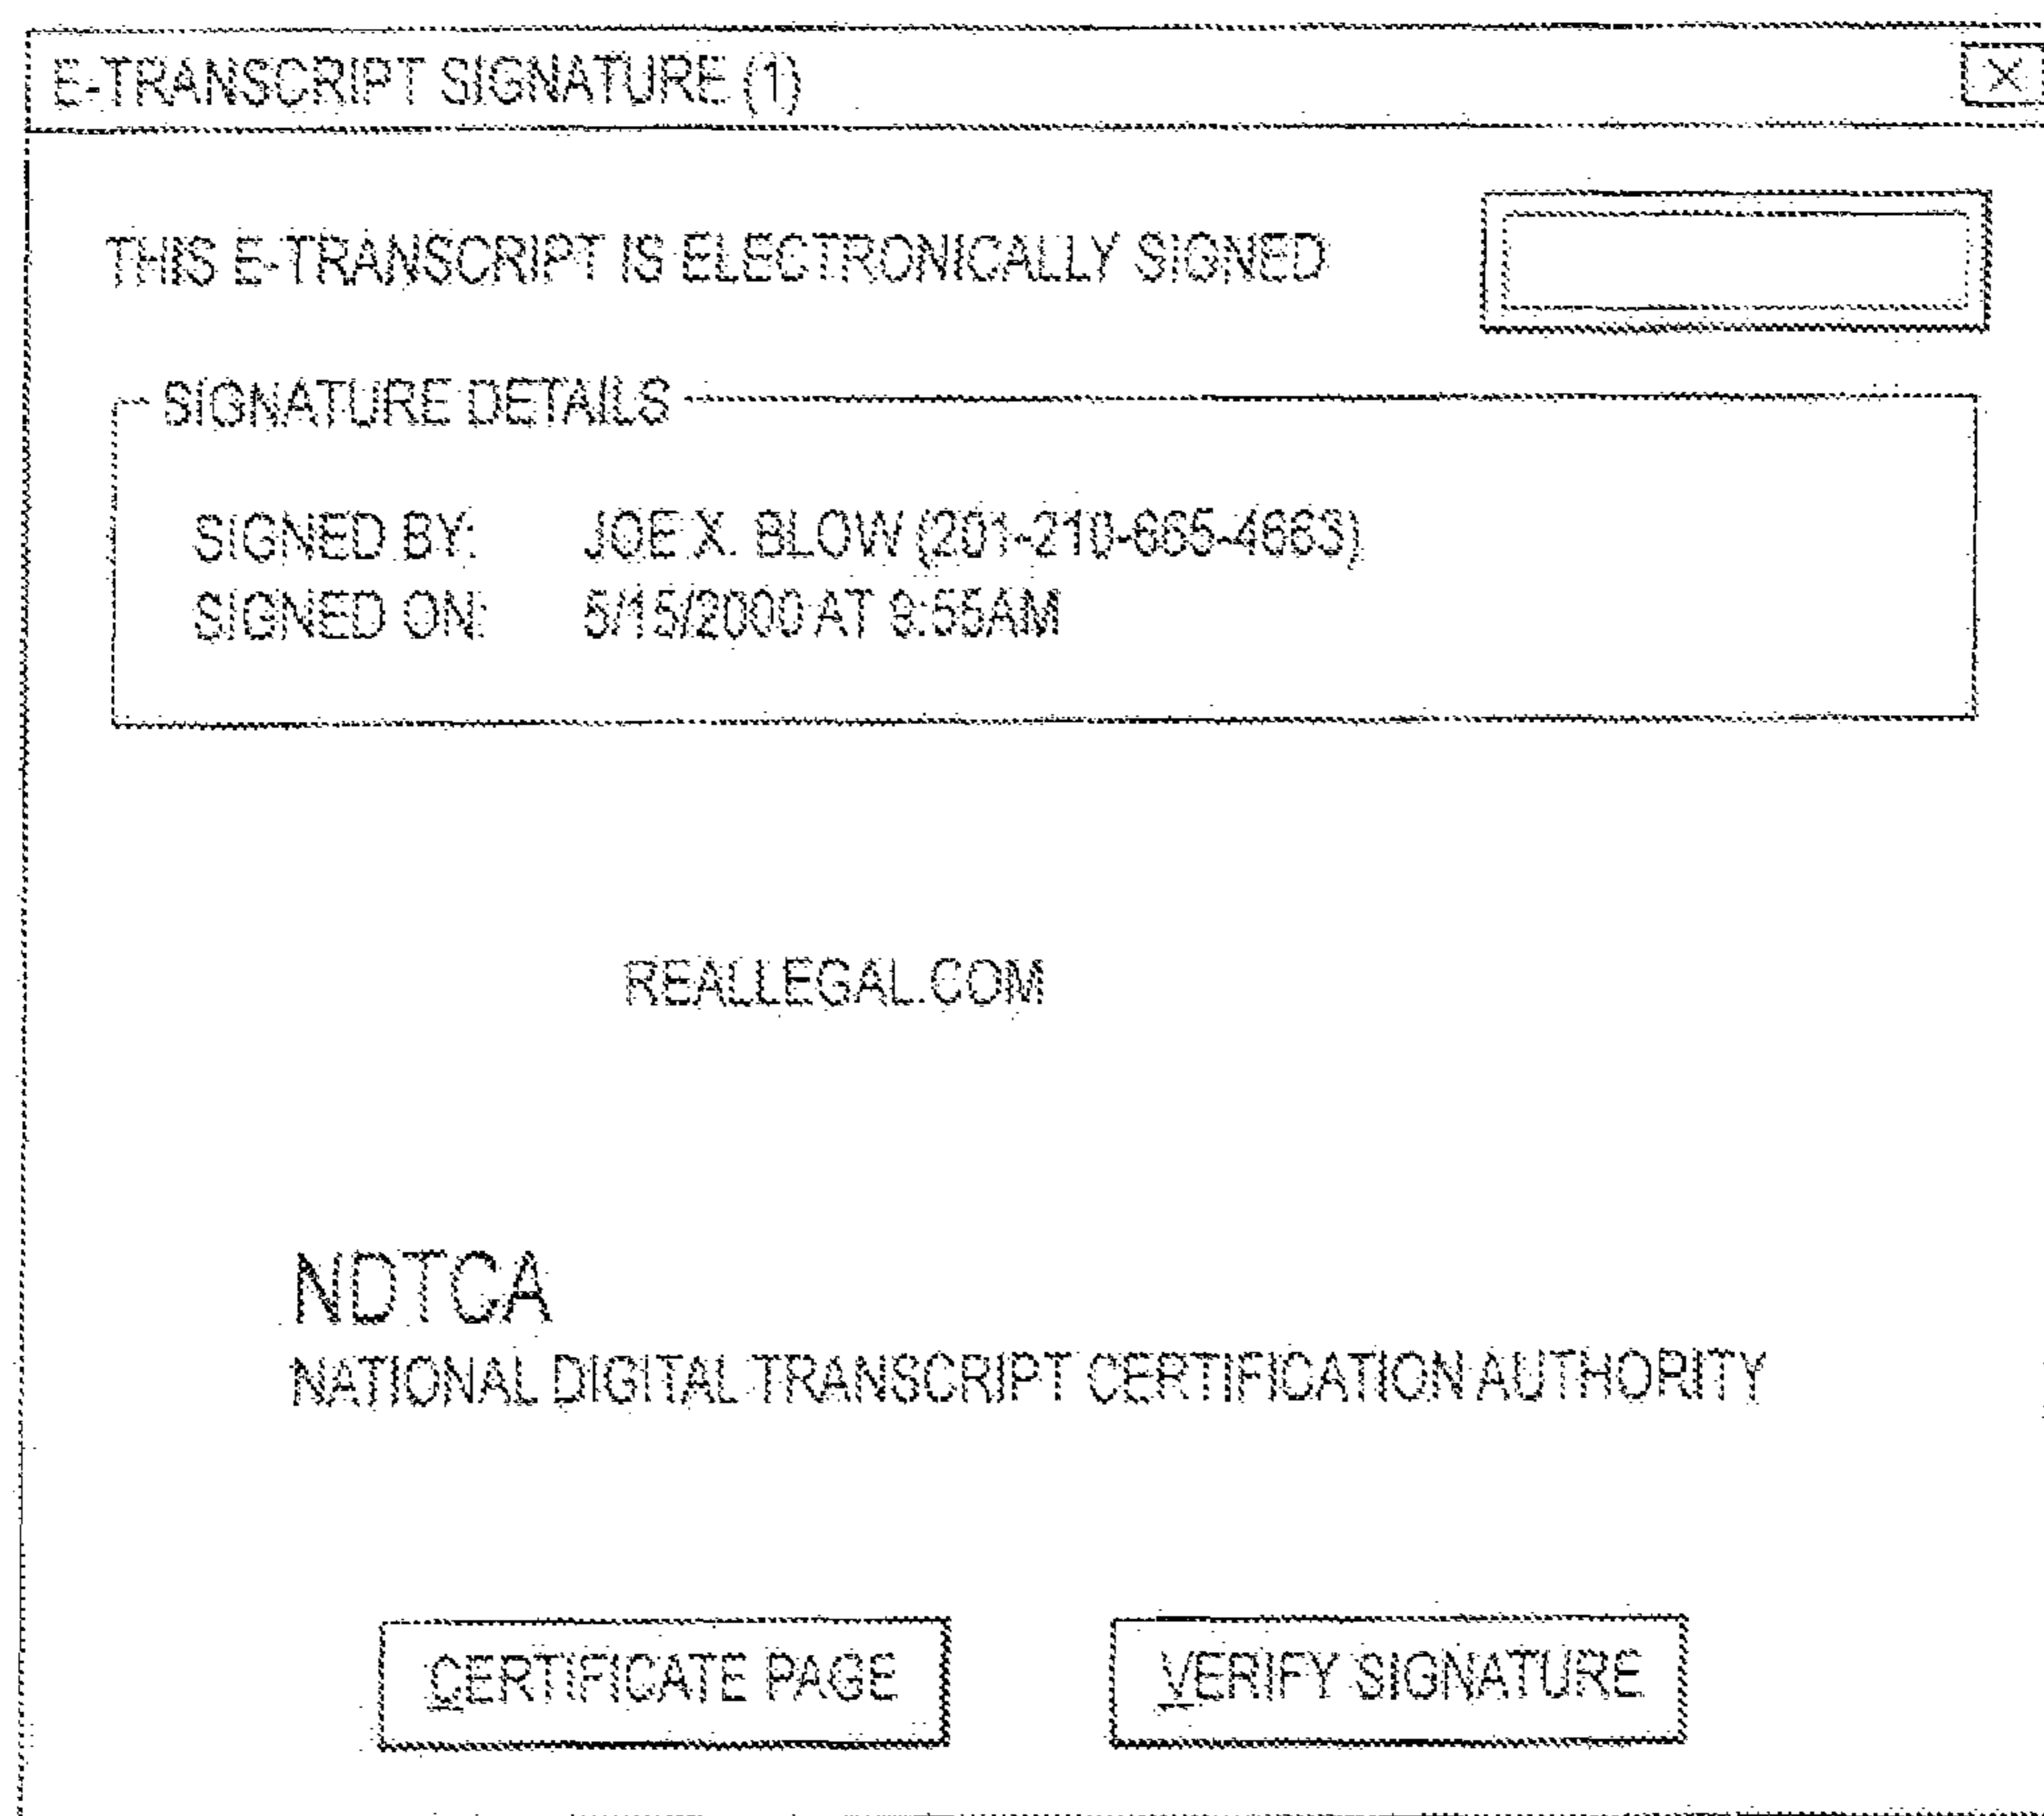 E-TRANSCRIPT SIGNATURE (1)
X
THIS E-TRANSCRIPT IS ELECTRONICALLY SIGNED
SIGNATURE DETAILS
SIGNED BY: JOE X. BLOW (201-210-665-4663)
SIGNED ON: 5/15/2000 AT 9:55AM
REALLEGAL.COM
NDTCA
NATIONAL DIGITAL TRANSCRIPT CERTIFICATION AUTHORITY
CERTIFICATE PAGE VERIFY SIGNATURE